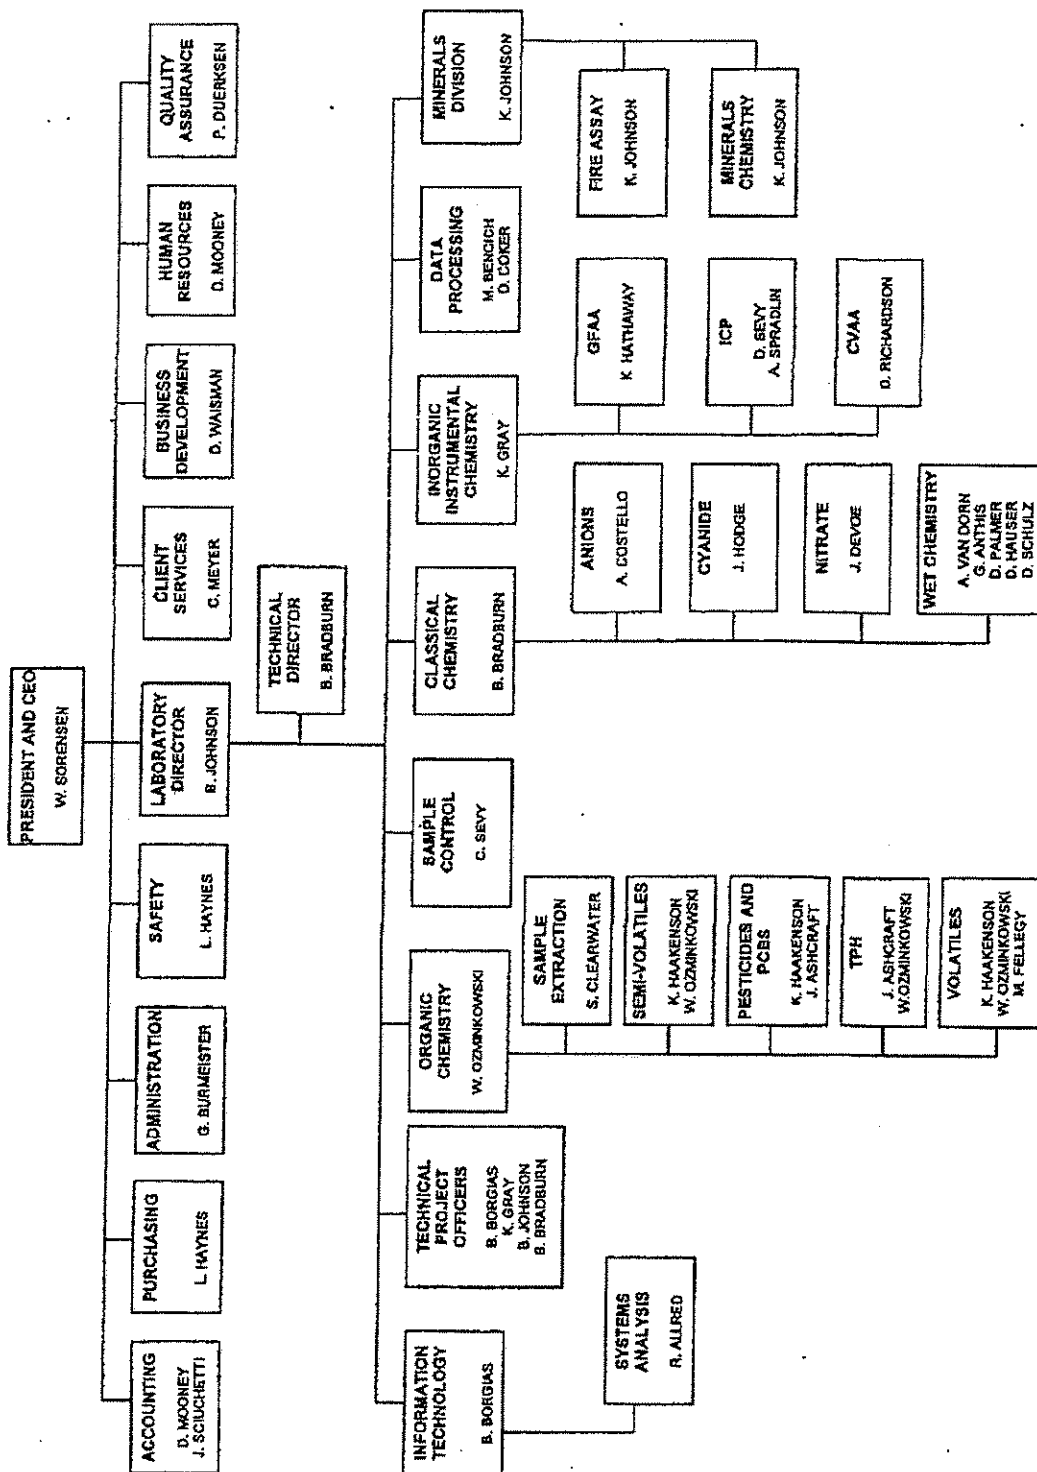 PRESIDENT AND CEO
W. SORENSEN
ACCOUNTING
D. MOONEY
J. SCIUCHETTI
PURCHASING
L. HAYNES
ADMINISTRATION
G. BURMEISTER
SAFETY
L. HAYNES
LABORATORY
DIRECTOR
B. JOHNSON
CLIENT
SERVICES
C. MEYER
BUSINESS
DEVELOPMENT
D. WAISMAN
HUMAN
RESOURCES
D. MOONEY
QUALITY
ASSURANCE
P. DUERKSEN
TECHNICAL
DIRECTOR
B. BRADBURN
INFORMATION
TECHNOLOGY
B. BORGIAS
SYSTEMS
ANALYSIS
R. ALLRED
TECHNICAL
PROJECT
OFFICERS
B. BORGIAS
K. GRAY
B. JOHNSON
B. BRADBURN
ORGANIC
CHEMISTRY
W. OZMINKOWSKI
SAMPLE
EXTRACTION
S. CLEARWATER
SEMI-VOLATILES
K. HAAKENSON
W. OZMINKOWSKI
PESTICIDES AND
PCBS
K. HAAKENSON
J. ASHCRAFT
TPH
J. ASHCRAFT
W. OZMINKOWSKI
VOLATILES
K. HAAKENSON
W. OZMINKOWSKI
M. FELLEGY
SAMPLE
CONTROL
C. SEVY
CLASSICAL
CHEMISTRY
B. BRADBURN
ANIONS
A. COSTELLO
CYANIDE
J. HODGE
NITRATE
J. DEVOE
WET CHEMISTRY
A. VAN DORN
G. ANTHIS
D. PALMER
D. HAUSER
D. SCHULZ
INORGANIC
INSTRUMENTAL
CHEMISTRY
K. GRAY
GFAA
K HATHAWAY
ICP
D. SEVY
A. SPRADLIN
CVAA
D. RICHARDSON
DATA
PROCESSING
M. BENGICH
D. COKER
MINERALS
DIVISION
K. JOHNSON
FIRE ASSAY
K. JOHNSON
MINERALS
CHEMISTRY
K. JOHNSON